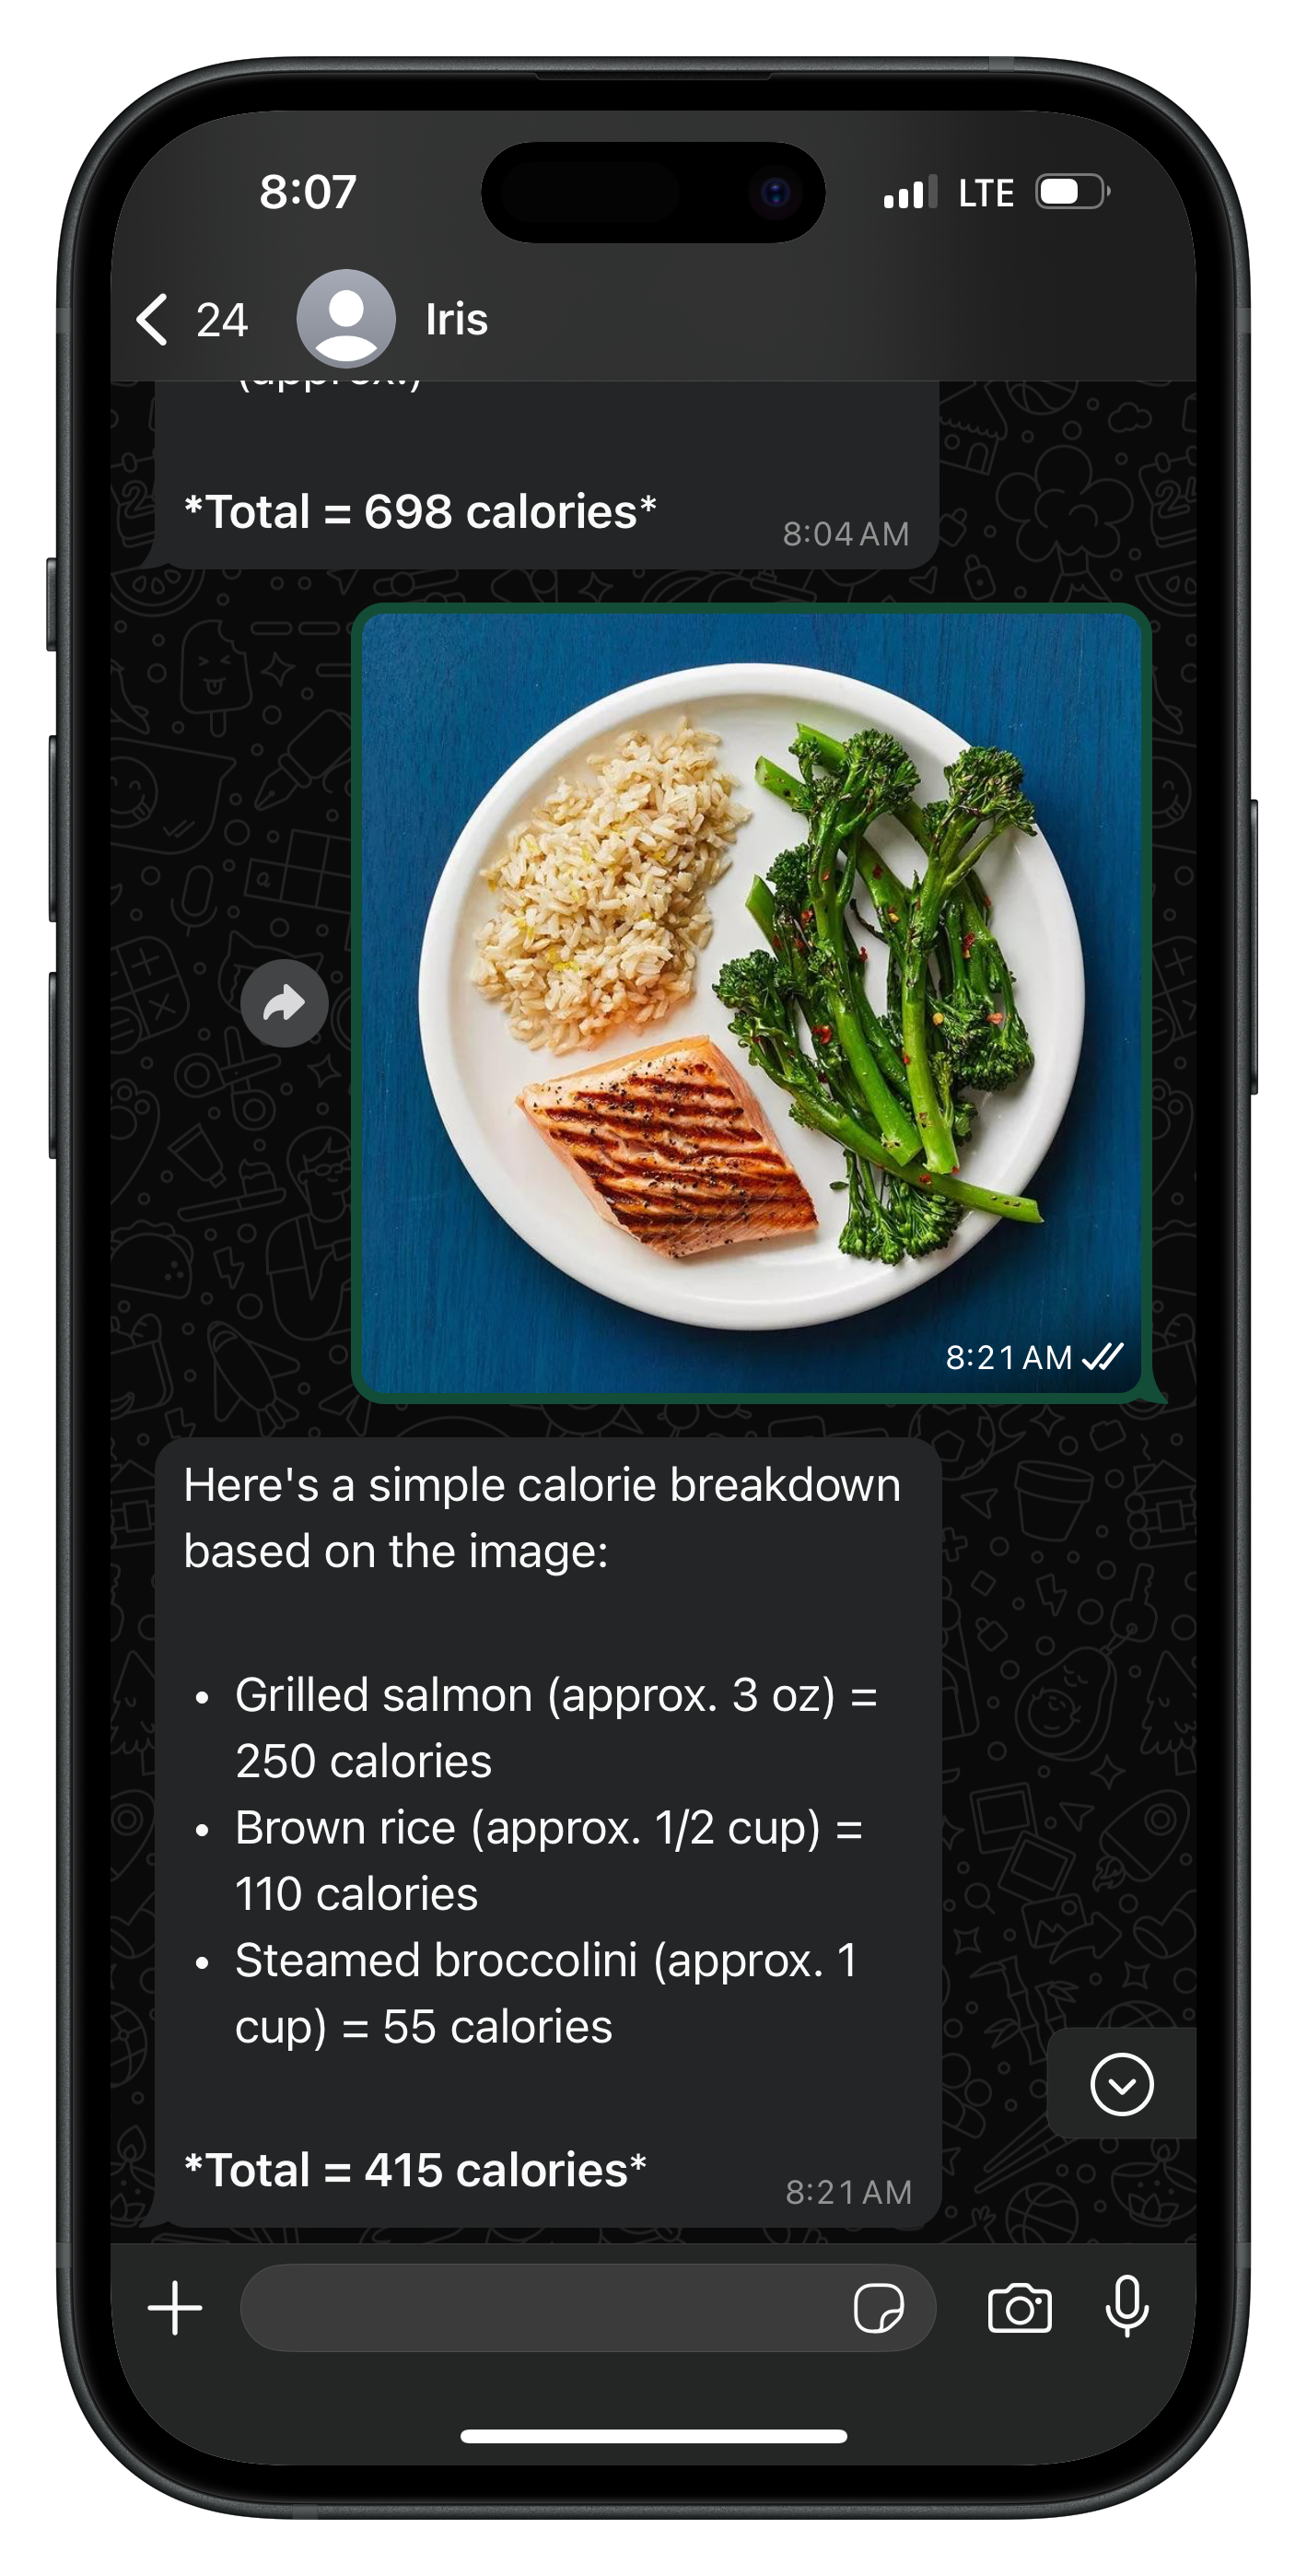 8:07 LTE
24 Iris
(approx.)
*Total = 698 calories*
8:04 AM
8:21 AM
Here's a simple calorie breakdown
based on the image:
• Grilled salmon (approx. 3 oz) =
250 calories
• Brown rice (approx. 1/2 cup) =
110 calories
• Steamed broccolini (approx. 1
cup) = 55 calories
*Total = 415 calories*
8:21 AM